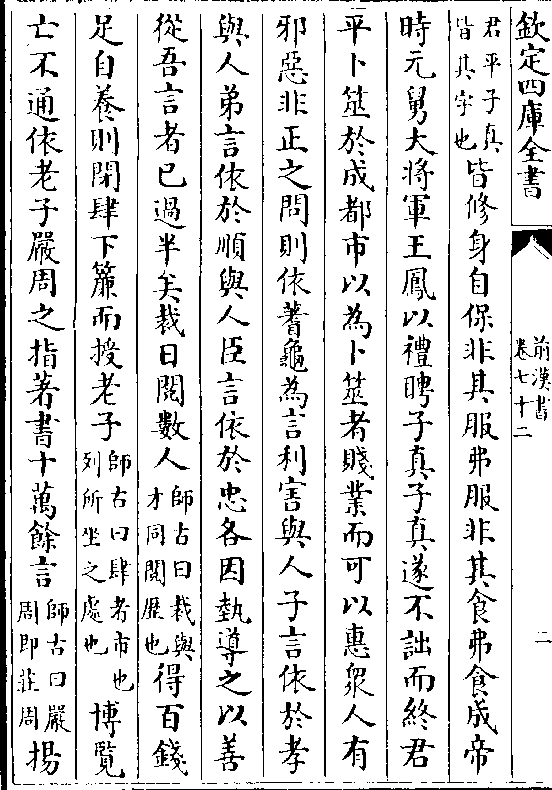 欽定四庫全書
前漢書
卷七十二
二
君平子真
皆其字也
皆修身自保非其服弗服非其食弗食成帝
時元舅大將軍王鳳以禮聘子真子真遂不詘而終君
平卜筮於成都市以為卜筮者賤業而可以惠衆人有
邪惡非正之問則依蓍龜為言利害與人子言依於孝
與人弟言依於順與人臣言依於忠各因埶導之以善
從吾言者已過半矣裁日閱數人
師古曰裁與
才同閱歴也
得百錢
足自養則閉肆下簾而授老子
師古曰肆者市也
列所坐之處也
博覽
亡不通依老子嚴周之指著書十萬餘言
師古曰嚴
周即莊周
揚